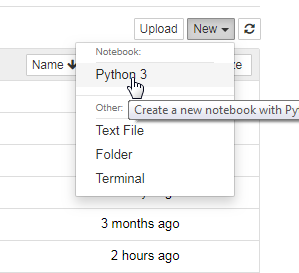 Upload New
Name te
Notebook:
Python 3
Create a new notebook with Py
Other:
Text File
Folder
Terminal
3 months ago
2 hours ago